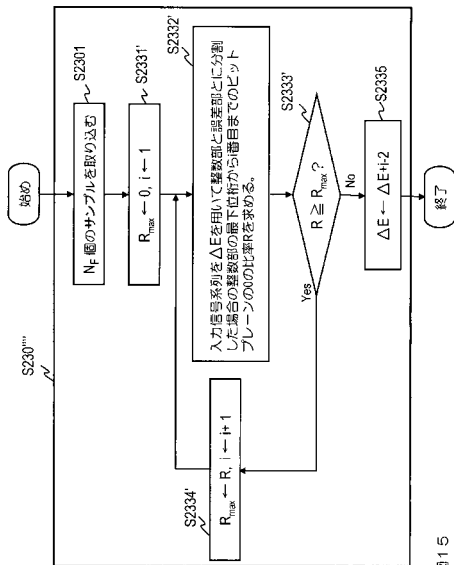 始め
S230''''
S2301
N_F 個のサンプルを取り込む
S2331'
R_max ← 0, i ← 1
S2332'
入力信号系列を△Eを用いて整数部と誤差部とに分割
した場合の整数部の最下位桁からi番目までのビット
プレーンの0の比率Rを求める。
S2333'
R ≧ R_max ?
Yes
No
S2334'
R_max ← R, i ← i+1
S2335
△E ← △E+i-2
終了
図15